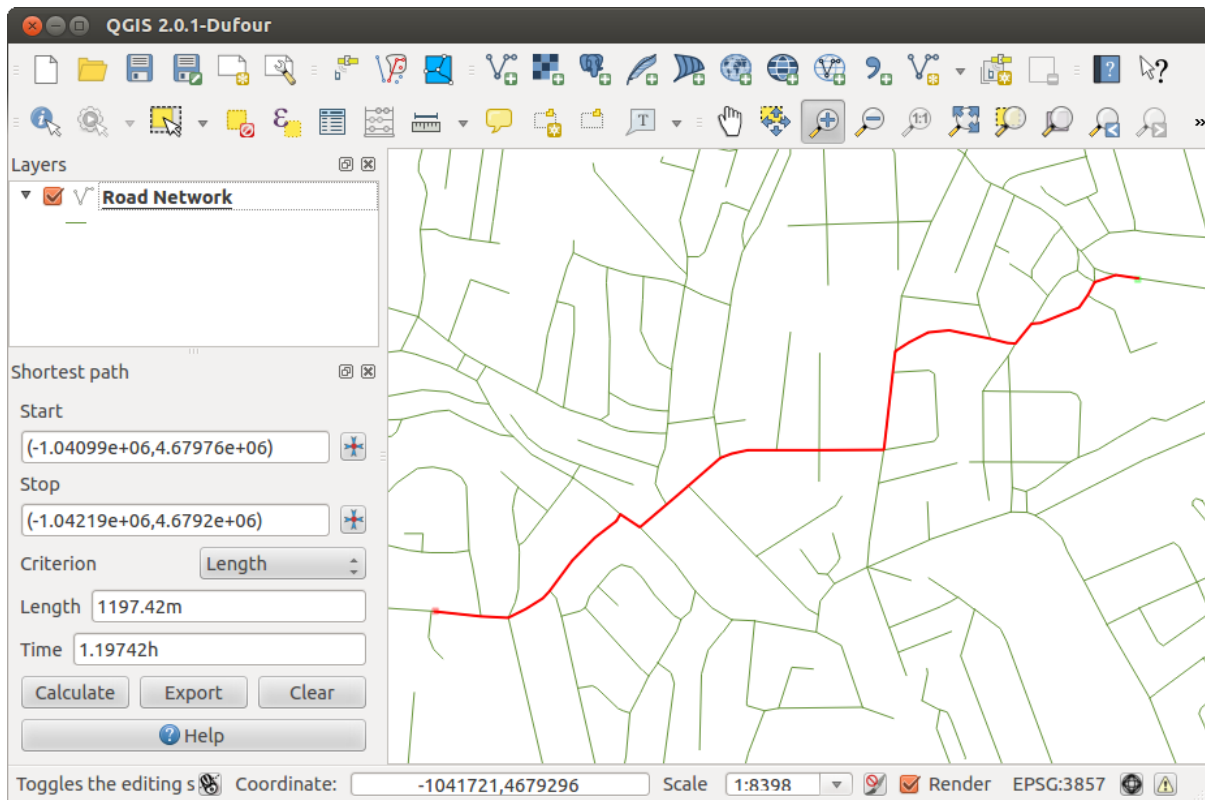 QGIS 2.0.1-Dufour
ε
1:1
T
»
Layers
Road Network
Shortest path
Start
(-1.04099e+06,4.67976e+06)
Stop
(-1.04219e+06,4.6792e+06)
Criterion Length
Length 1197.42m
Time 1.19742h
Calculate Export Clear
? Help
Toggles the editing s Coordinate: -1041721,4679296 Scale 1:8398 Render EPSG:3857